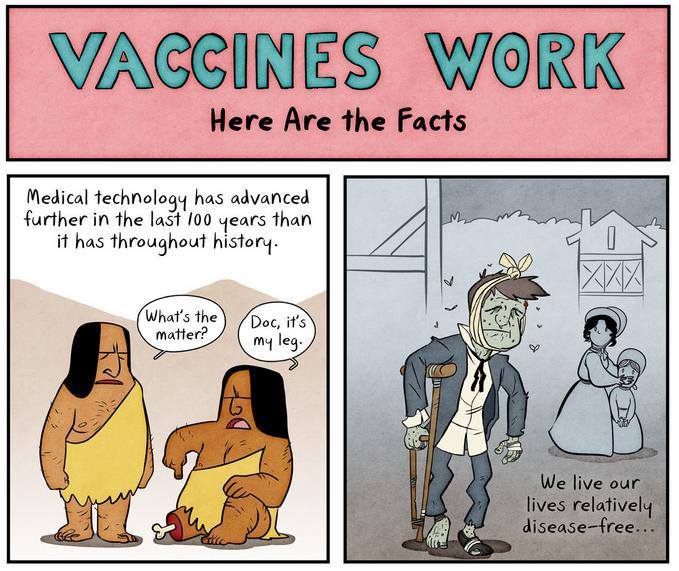 VACCINES WORK
Here Are the Facts
Medical technology has advanced
further in the last 100 years than
it has throughout history.
What's the
matter?
Doc, it's
my leg.
We live our
lives relatively
disease-free...